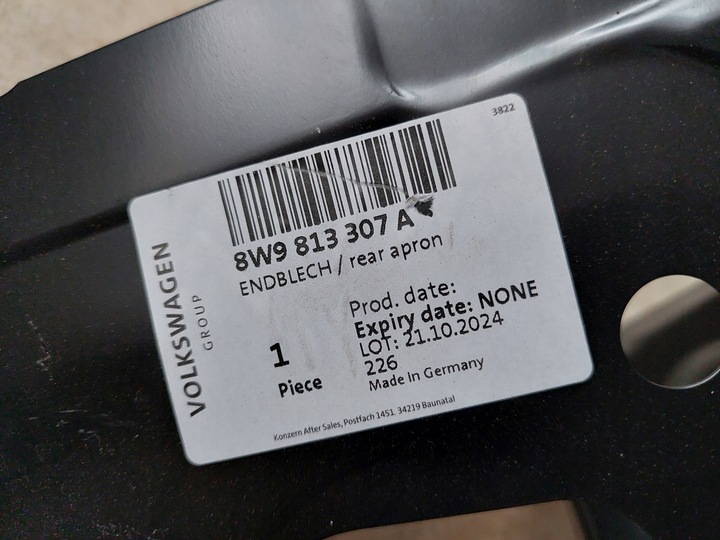 3822
8W9 813 307 A
ENDBLECH / rear apron
VOLKSWAGEN
GROUP
Prod. date:
Expiry date: NONE
LOT: 21.10.2024
226
1
Piece
Made In Germany
Konzern After Sales, Postfach 1451, 34219 Baunatal